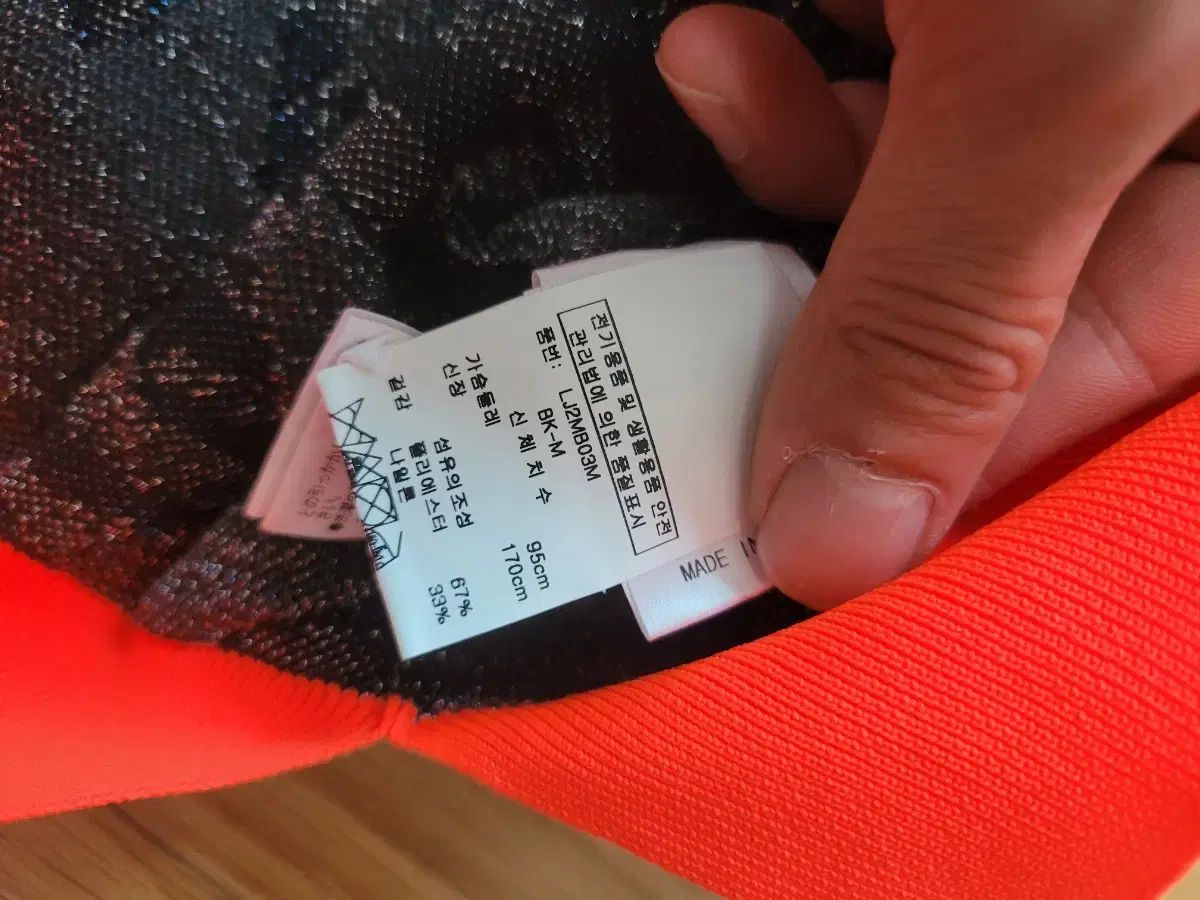 전기용품 및 생활용품 안전
관리법에 의한 품질표시
품번: LJ2MB03M
BK-M
신 체 치 수
가슴둘레 95cm
신장 170cm
섬유의조성
겉감 폴리에스터 67%
나일론 33%
MADE IN